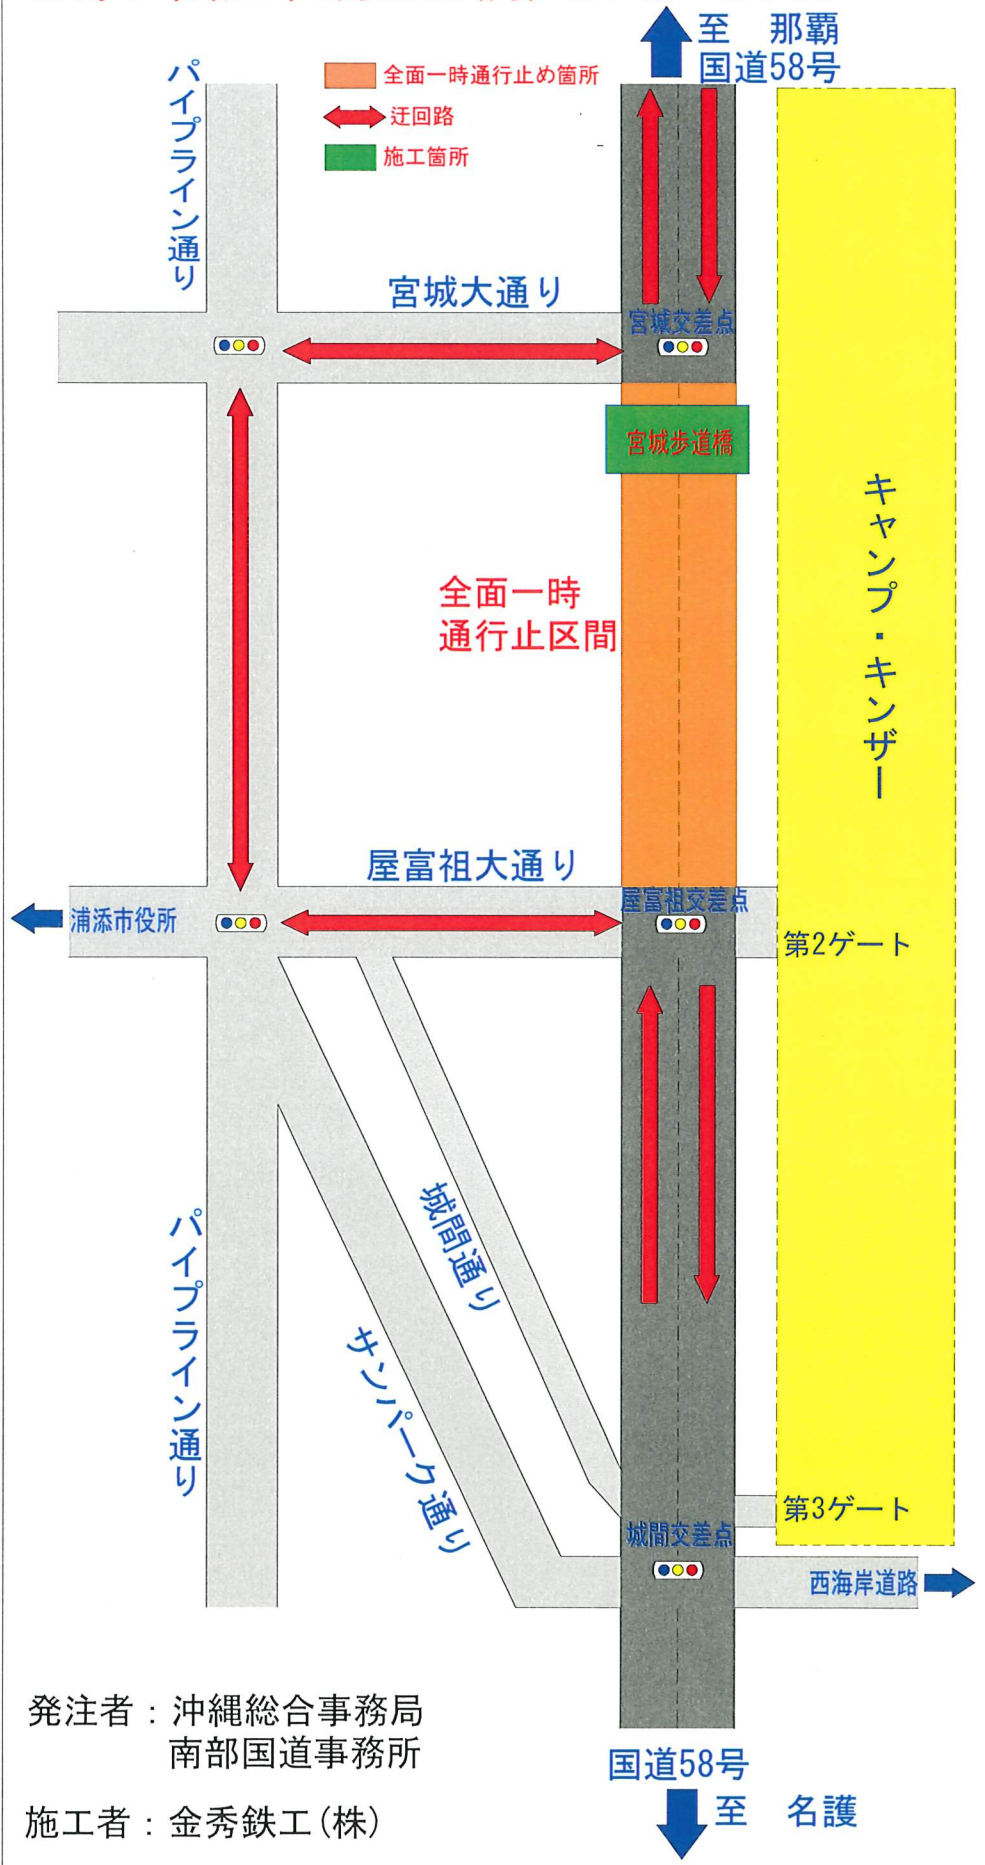 至　那覇
国道58号
全面一時通行止め箇所
迂回路
施工箇所
パイプライン通り
宮城大通り
宮城交差点
宮城歩道橋
キャンプ・キンザー
全面一時
通行止区間
屋富祖大通り
屋富祖交差点
浦添市役所
第2ゲート
城間通り
パイプライン通り
サンパーク通り
第3ゲート
城間交差点
西海岸道路
発注者：沖縄総合事務局
南部国道事務所
国道58号
至　名護
施工者：金秀鉄工(株)